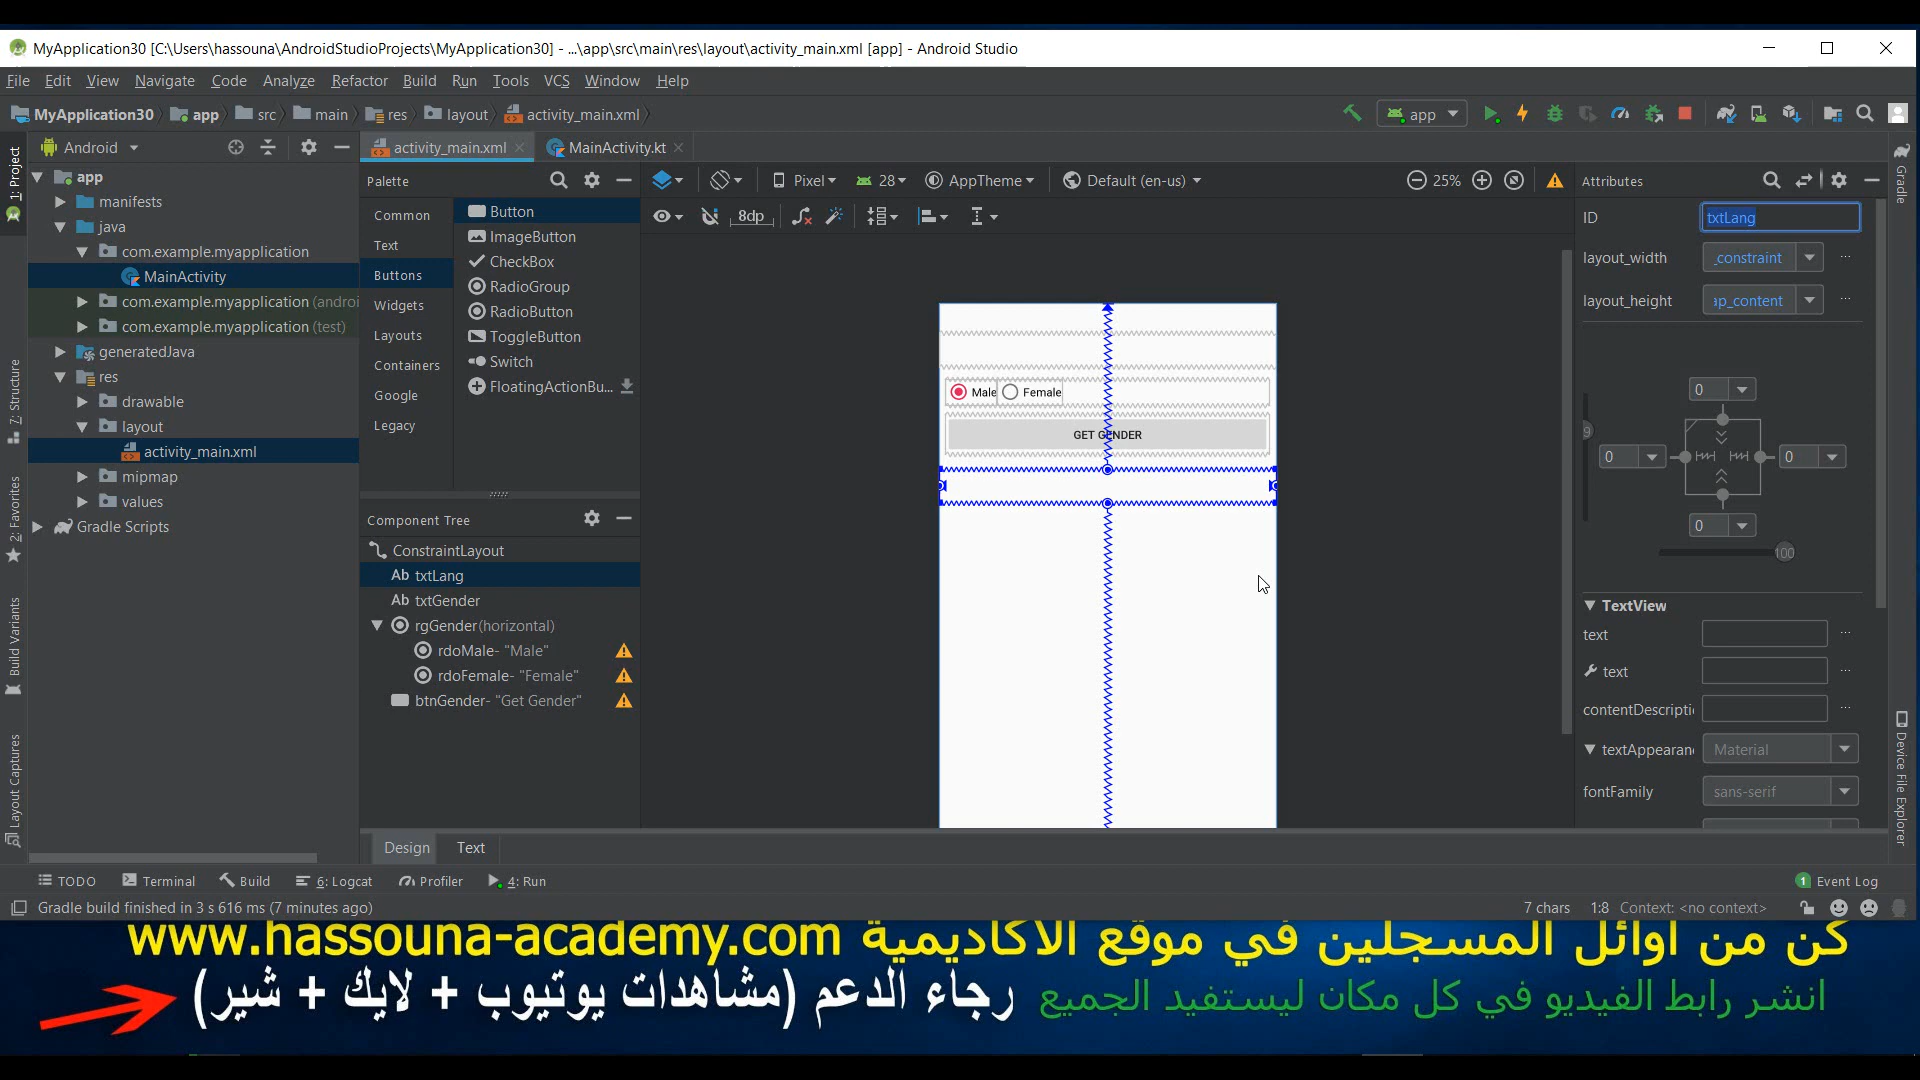 MyApplication30 [C:\Users\hassouna\AndroidStudioProjects\MyApplication30] - ...\app\src\main\res\layout\activity_main.xml [app] - Android Studio
File Edit View Navigate Code Analyze Refactor Build Run Tools VCS Window Help
MyApplication30 app src main res layout activity_main.xml app
1: Project
7: Structure
2: Favorites
Build Variants
Layout Captures
Android
app
manifests
java
com.example.myapplication
MainActivity
com.example.myapplication (androi
com.example.myapplication (test)
generatedJava
res
drawable
layout
activity_main.xml
mipmap
values
Gradle Scripts
activity_main.xml MainActivity.kt
Palette
Common
Text
Buttons
Widgets
Layouts
Containers
Google
Legacy
Button
ImageButton
CheckBox
RadioGroup
RadioButton
ToggleButton
Switch
FloatingActionBu...
Component Tree
ConstraintLayout
Ab txtLang
Ab txtGender
rgGender(horizontal)
rdoMale- "Male"
rdoFemale- "Female"
btnGender- "Get Gender"
Pixel 28 AppTheme Default (en-us) 25%
8dp
Male Female
GET GENDER
Attributes
ID txtLang
layout_width _constraint ...
layout_height ap_content ...
0
0 0
0
100
TextView
text ...
text ...
contentDescripti ...
textAppearan Material
fontFamily sans-serif
Gradle
Device File Explorer
Design Text
TODO Terminal Build 6: Logcat Profiler 4: Run 1 Event Log
Gradle build finished in 3 s 616 ms (7 minutes ago) 7 chars 1:8 Context: <no context>
كن من اوائل المسجلين في موقع الاكاديمية www.hassouna-academy.com
انشر رابط الفيديو في كل مكان ليستفيد الجميع رجاء الدعم (مشاهدات يوتيوب + لايك + شير)